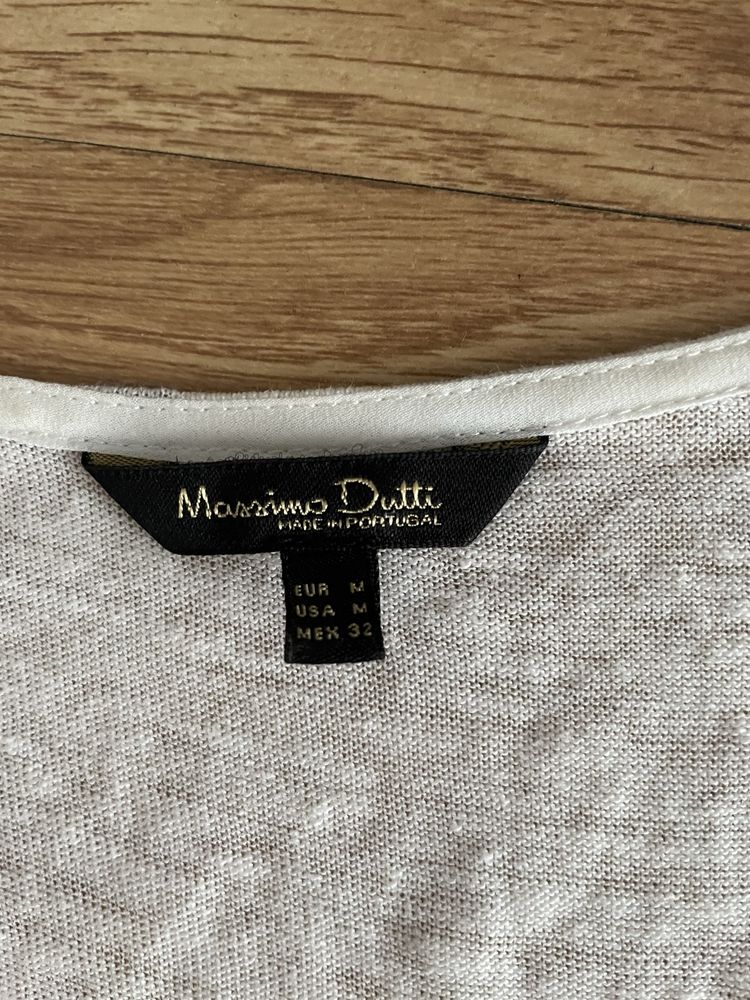 Massimo Dutti
MADE IN PORTUGAL
EUR M
USA M
MEX 32